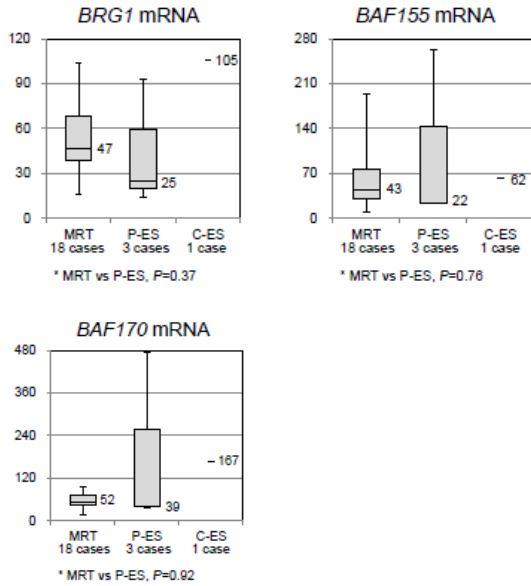 BRG1 mRNA
120
90
60
30
0
47
25
105
MRT P-ES C-ES
18 cases 3 cases 1 case
* MRT vs P-ES, P=0.37
BAF155 mRNA
280
210
140
70
0
43
22
62
MRT P-ES C-ES
18 cases 3 cases 1 case
* MRT vs P-ES, P=0.76
BAF170 mRNA
480
360
240
120
0
52
39
167
MRT P-ES C-ES
18 cases 3 cases 1 case
* MRT vs P-ES, P=0.92